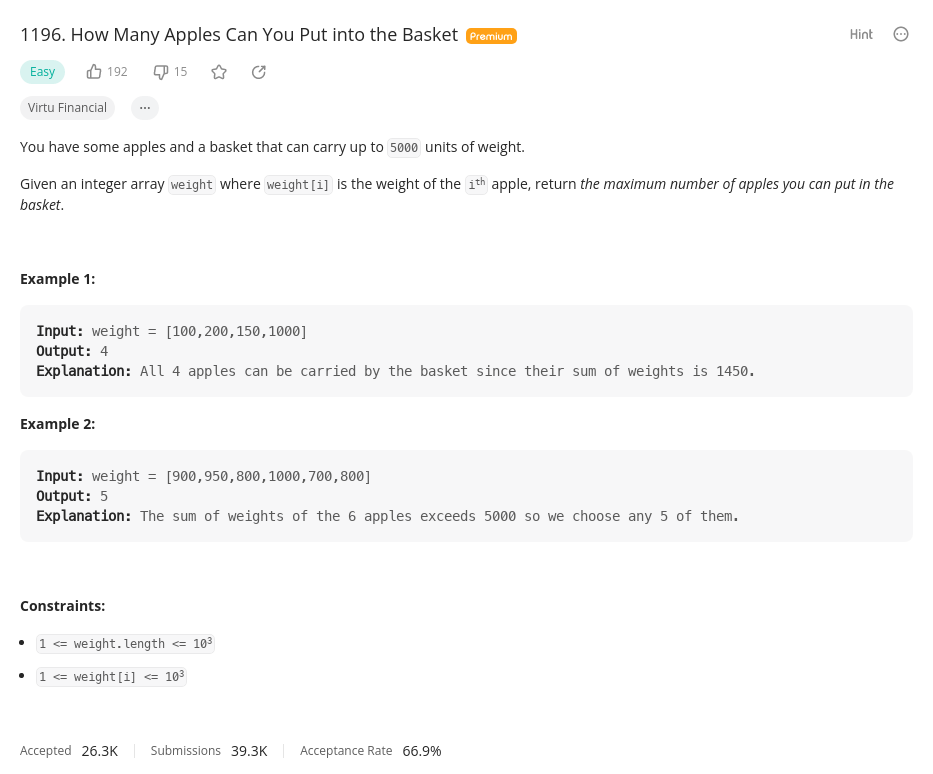 1196. How Many Apples Can You Put into the Basket Premium Hint
Easy 192 15
Virtu Financial ...
You have some apples and a basket that can carry up to 5000 units of weight.
Given an integer array weight where weight[i] is the weight of the ith apple, return the maximum number of apples you can put in the
basket.
Example 1:
Input: weight = [100,200,150,1000]
Output: 4
Explanation: All 4 apples can be carried by the basket since their sum of weights is 1450.
Example 2:
Input: weight = [900,950,800,1000,700,800]
Output: 5
Explanation: The sum of weights of the 6 apples exceeds 5000 so we choose any 5 of them.
Constraints:
• 1 <= weight.length <= 10³
• 1 <= weight[i] <= 10³
Accepted 26.3K Submissions 39.3K Acceptance Rate 66.9%